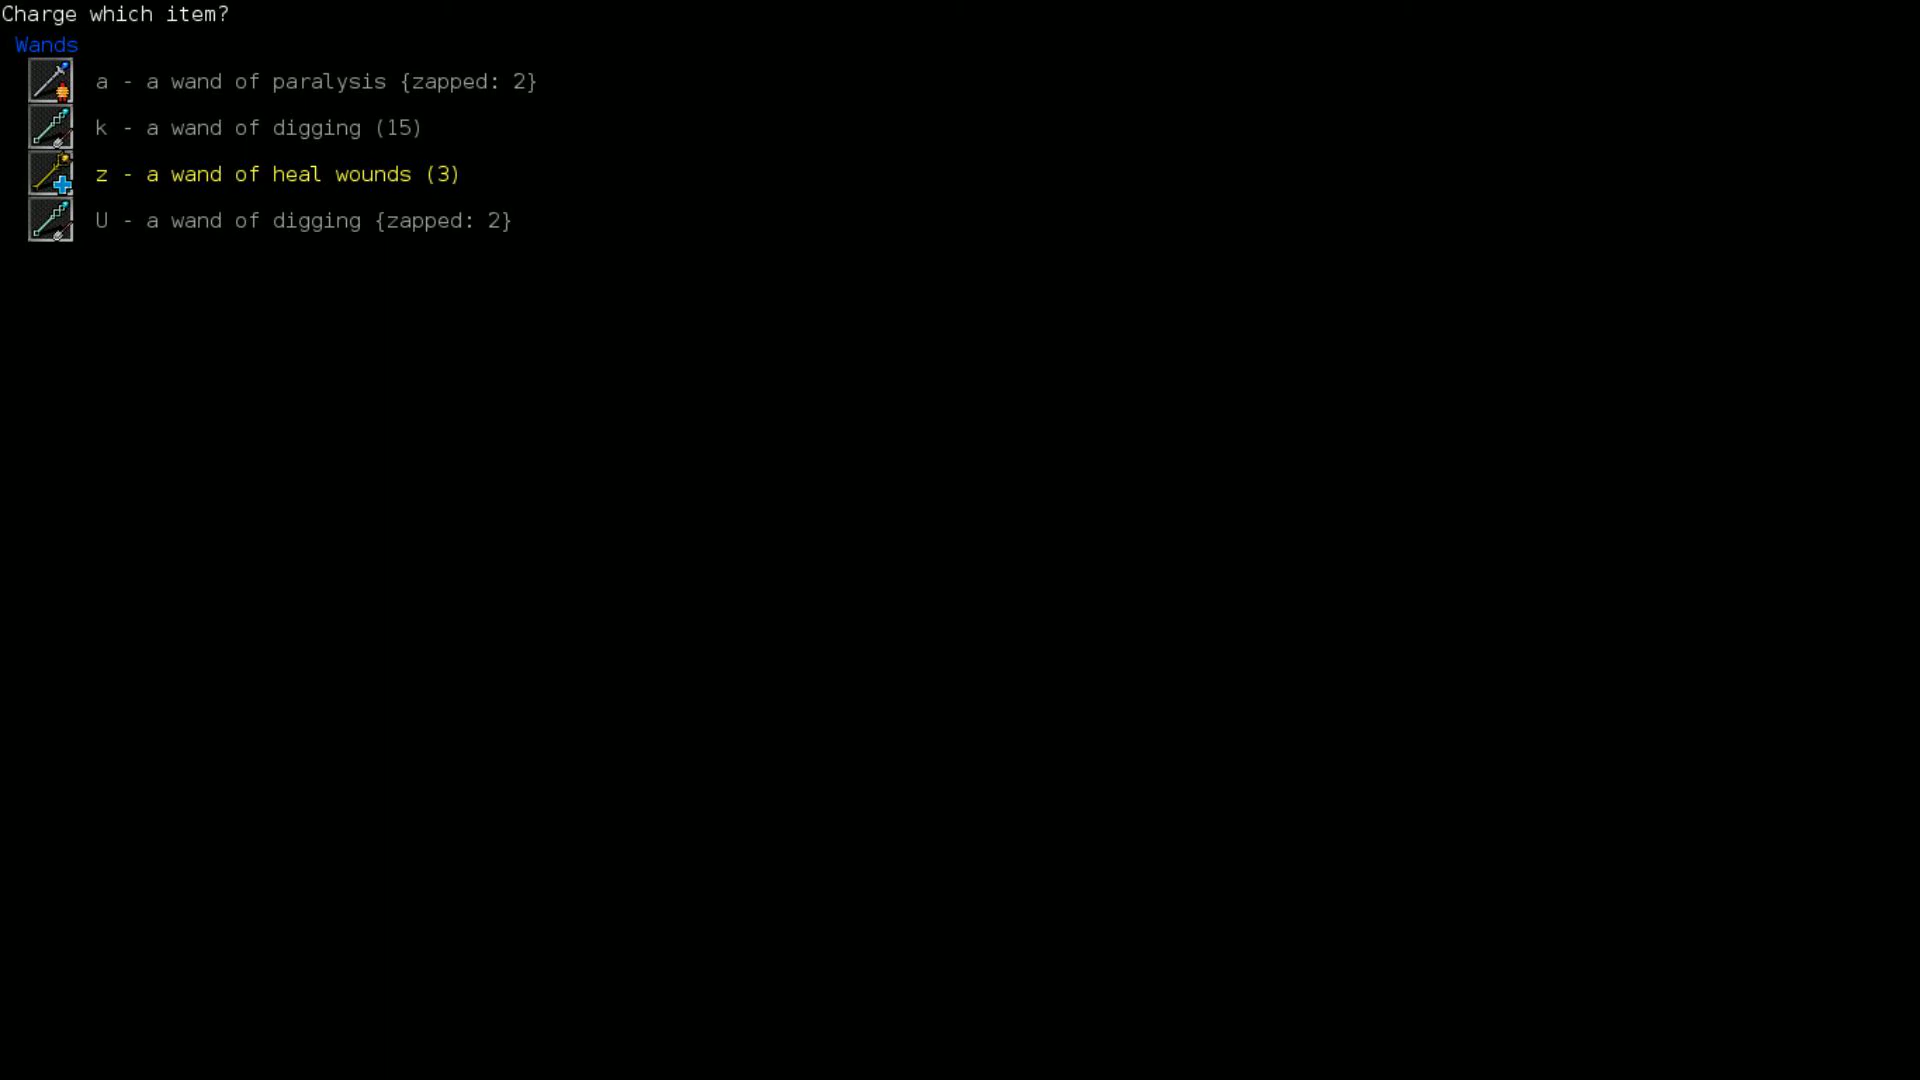 Charge which item?
Wands
a - a wand of paralysis {zapped: 2}
k - a wand of digging (15)
z - a wand of heal wounds (3)
U - a wand of digging {zapped: 2}